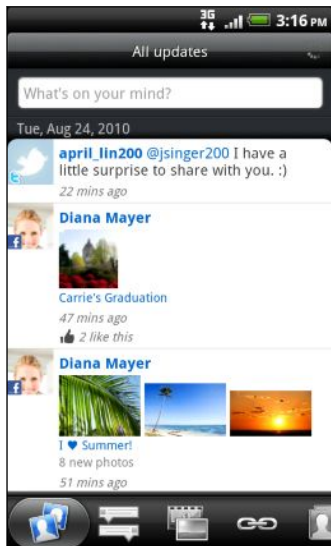 3G
3:16 PM
All updates
What's on your mind?
Tue, Aug 24, 2010
april_lin200 @jsinger200 I have a
little surprise to share with you. :)
22 mins ago
Diana Mayer
Carrie's Graduation
47 mins ago
2 like this
Diana Mayer
I ♥ Summer!
8 new photos
51 mins ago